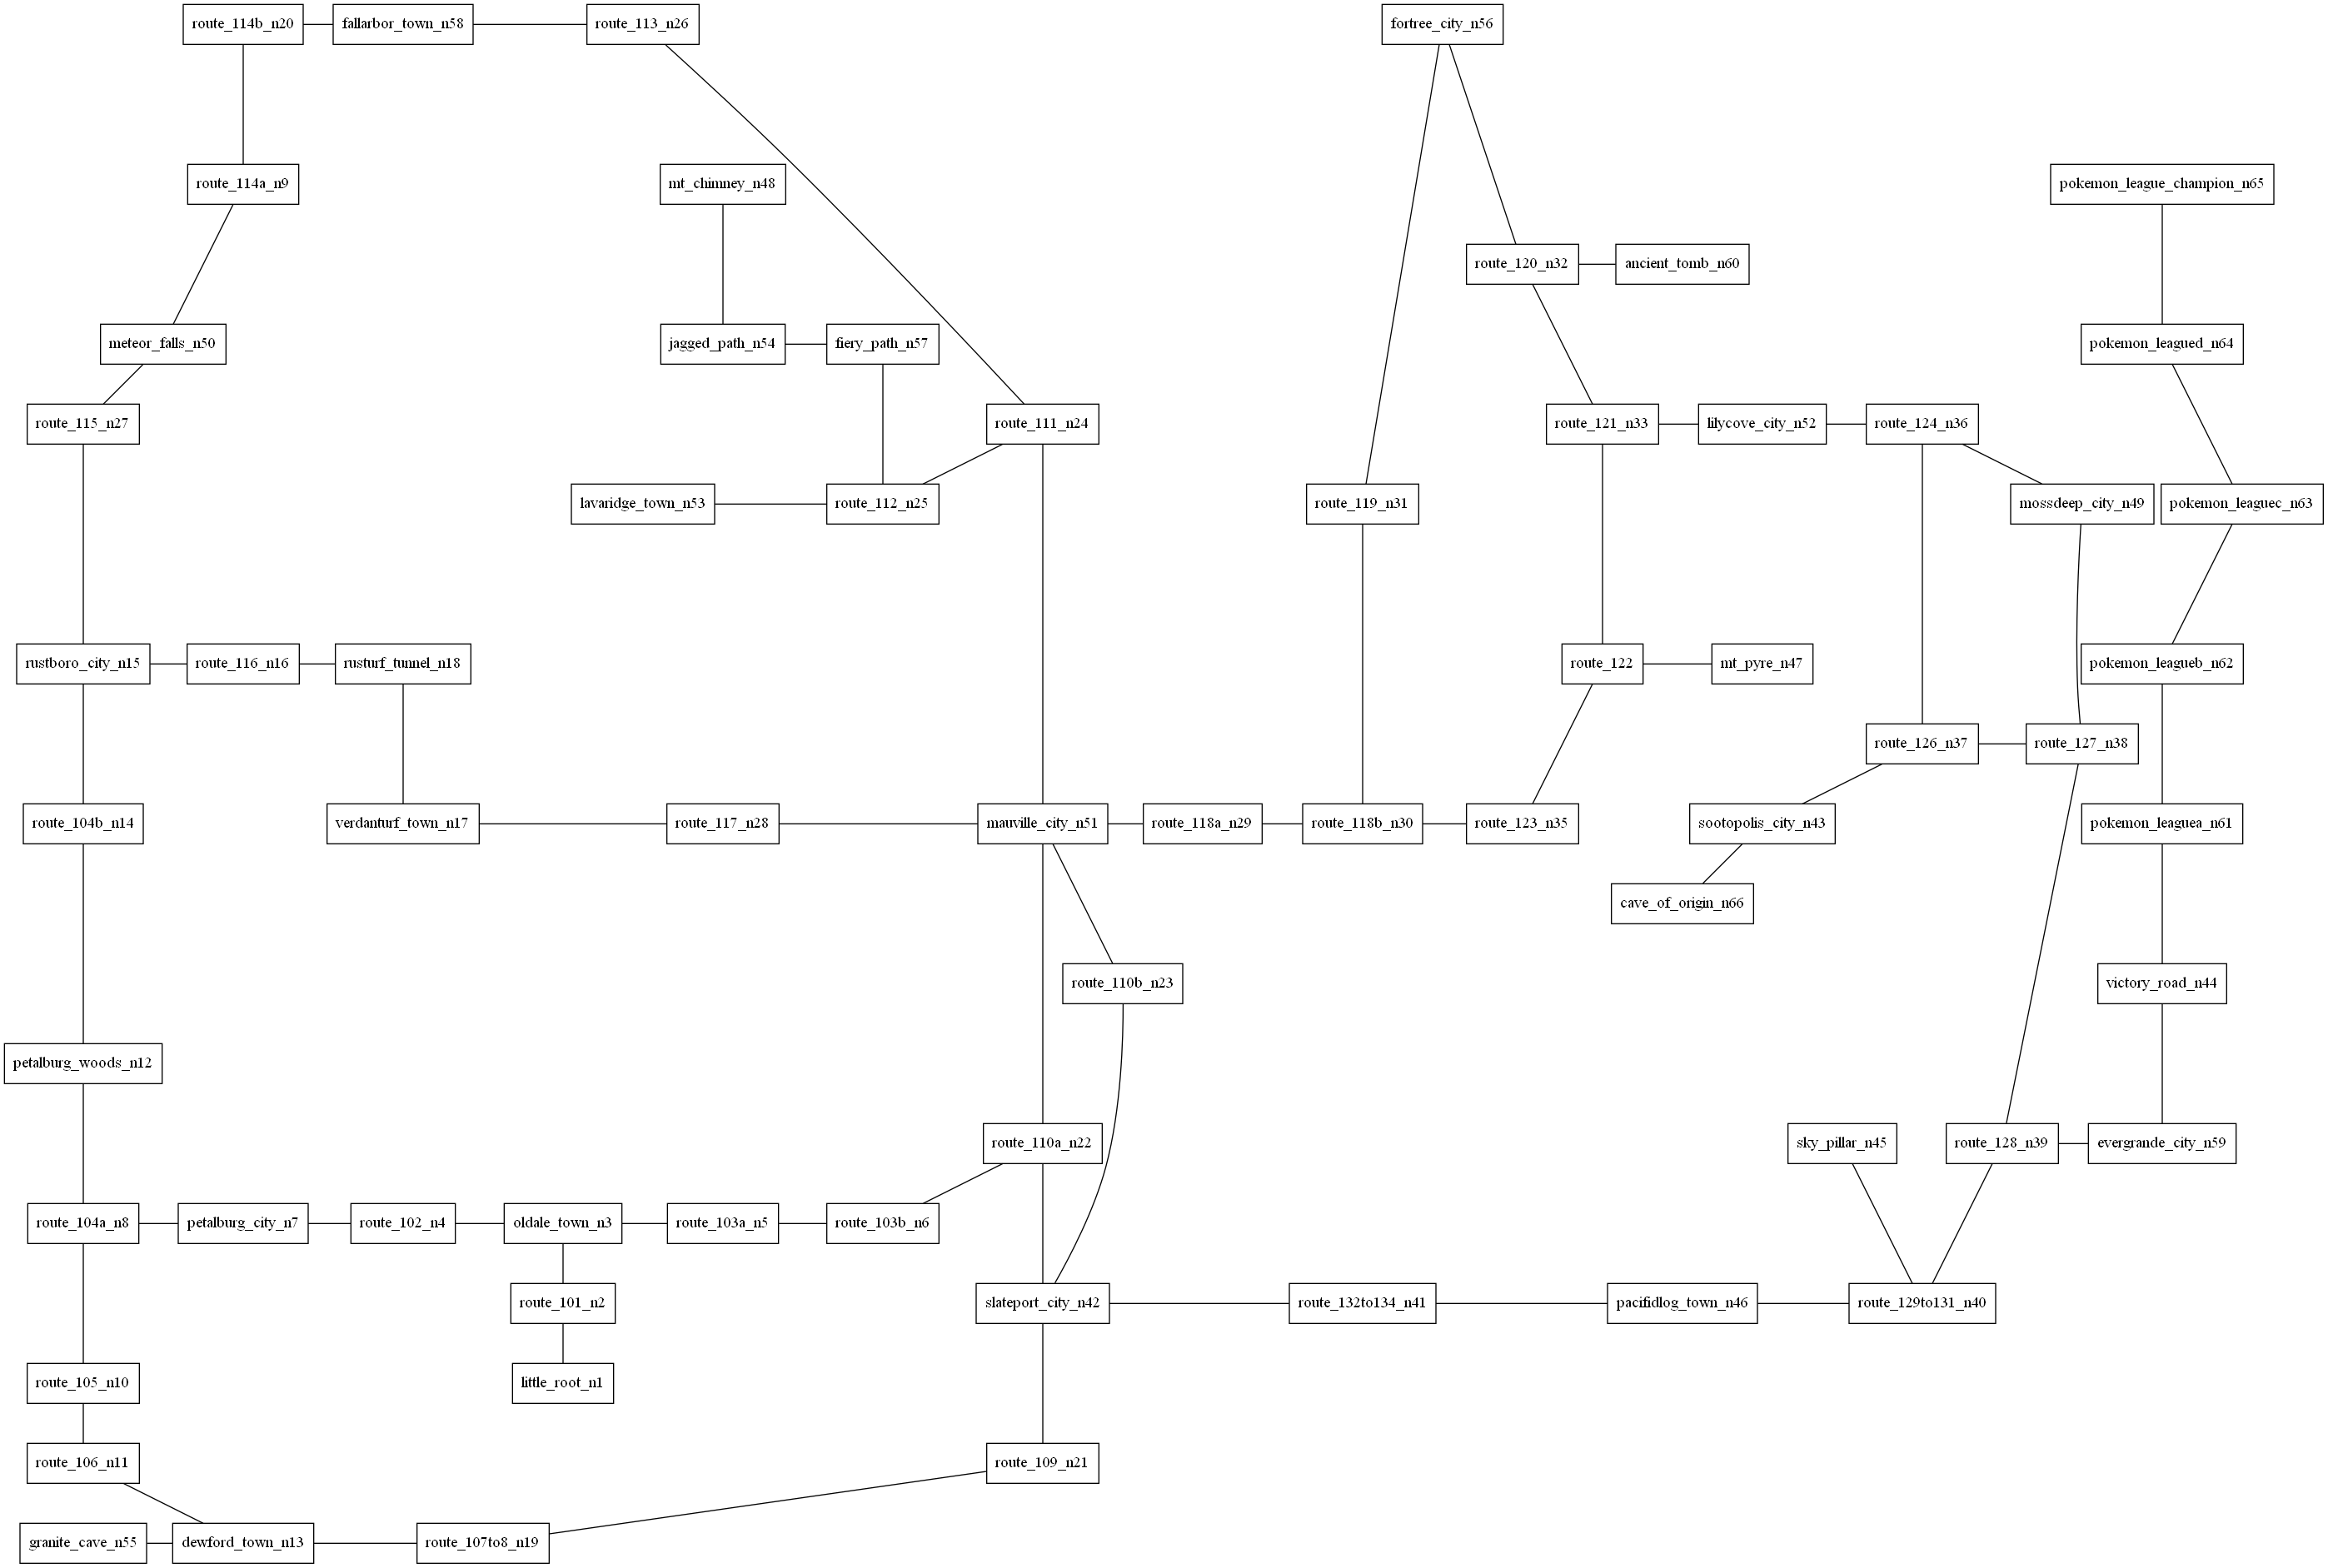 route_114b_n20
fallarbor_town_n58
route_113_n26
fortree_city_n56
route_114a_n9
mt_chimney_n48
pokemon_league_champion_n65
route_120_n32
ancient_tomb_n60
meteor_falls_n50
jagged_path_n54
fiery_path_n57
pokemon_leagued_n64
route_115_n27
route_111_n24
route_121_n33
lilycove_city_n52
route_124_n36
lavaridge_town_n53
route_112_n25
route_119_n31
mossdeep_city_n49
pokemon_leaguec_n63
rustboro_city_n15
route_116_n16
rusturf_tunnel_n18
route_122
mt_pyre_n47
pokemon_leagueb_n62
route_126_n37
route_127_n38
route_104b_n14
verdanturf_town_n17
route_117_n28
mauville_city_n51
route_118a_n29
route_118b_n30
route_123_n35
sootopolis_city_n43
pokemon_leaguea_n61
cave_of_origin_n66
route_110b_n23
victory_road_n44
petalburg_woods_n12
route_110a_n22
sky_pillar_n45
route_128_n39
evergrande_city_n59
route_104a_n8
petalburg_city_n7
route_102_n4
oldale_town_n3
route_103a_n5
route_103b_n6
route_101_n2
slateport_city_n42
route_132to134_n41
pacifidlog_town_n46
route_129to131_n40
route_105_n10
little_root_n1
route_106_n11
route_109_n21
granite_cave_n55
dewford_town_n13
route_107to8_n19